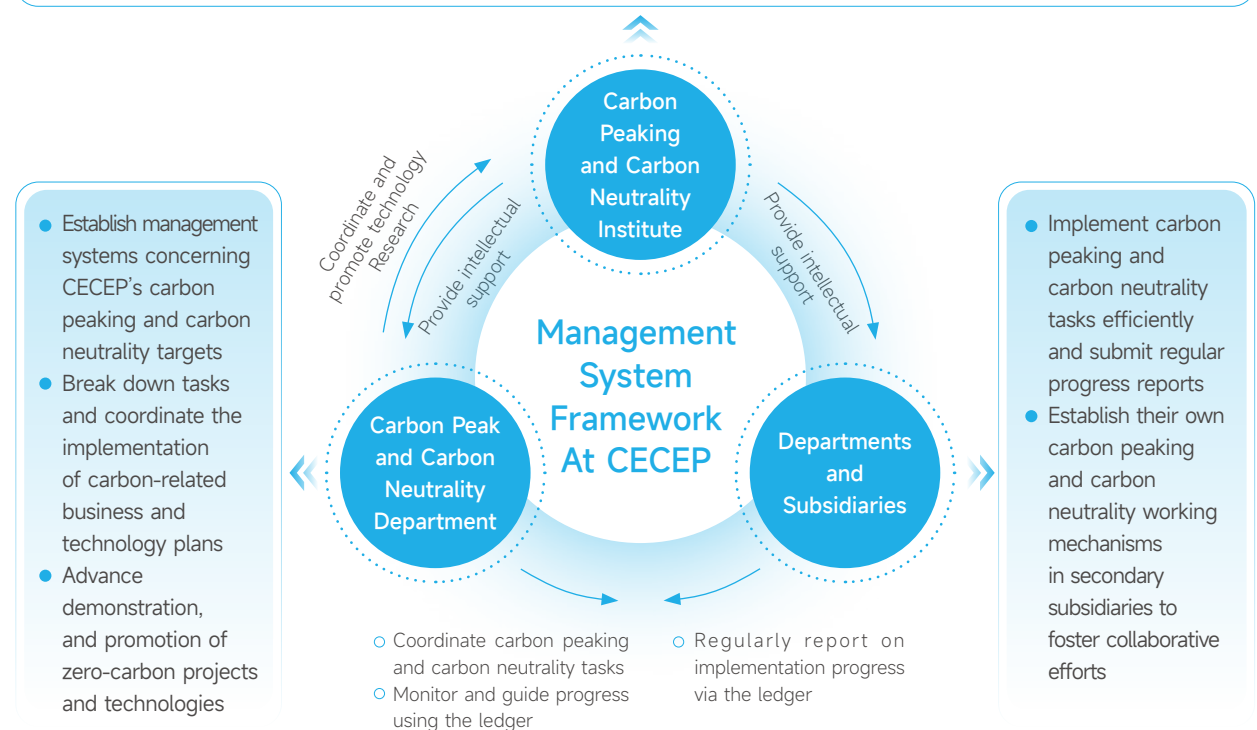 Carbon
Peaking
and Carbon
Neutrality
Institute
Coordinate and
promote technology
Research
Provide intellectual
support
Provide intellectual
support
Establish management
systems concerning
CECEP's carbon
peaking and carbon
neutrality targets
Break down tasks
and coordinate the
implementation
of carbon-related
business and
technology plans
Advance
demonstration,
and promotion of
zero-carbon projects
and technologies
Management
System
Framework
At CECEP
Carbon Peak
and Carbon
Neutrality
Department
Departments
and
Subsidiaries
Implement carbon
peaking and
carbon neutrality
tasks efficiently
and submit regular
progress reports
Establish their own
carbon peaking
and carbon
neutrality working
mechanisms
in secondary
subsidiaries to
foster collaborative
efforts
Coordinate carbon peaking
and carbon neutrality tasks
Monitor and guide progress
using the ledger
Regularly report on
implementation progress
via the ledger